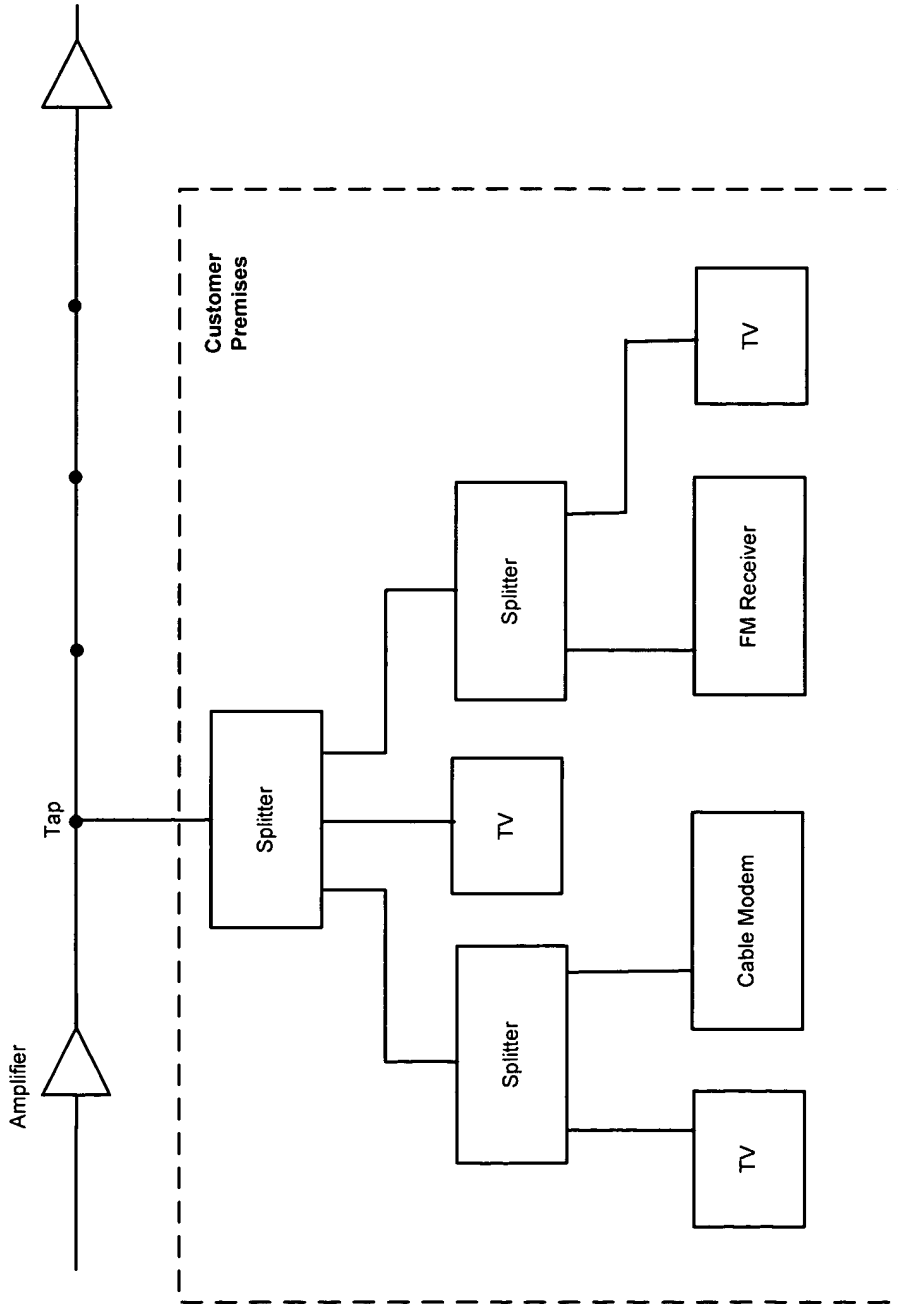 Amplifier
Tap
Customer
Premises
Splitter
Splitter
TV
Splitter
TV
Cable Modem
FM Receiver
TV